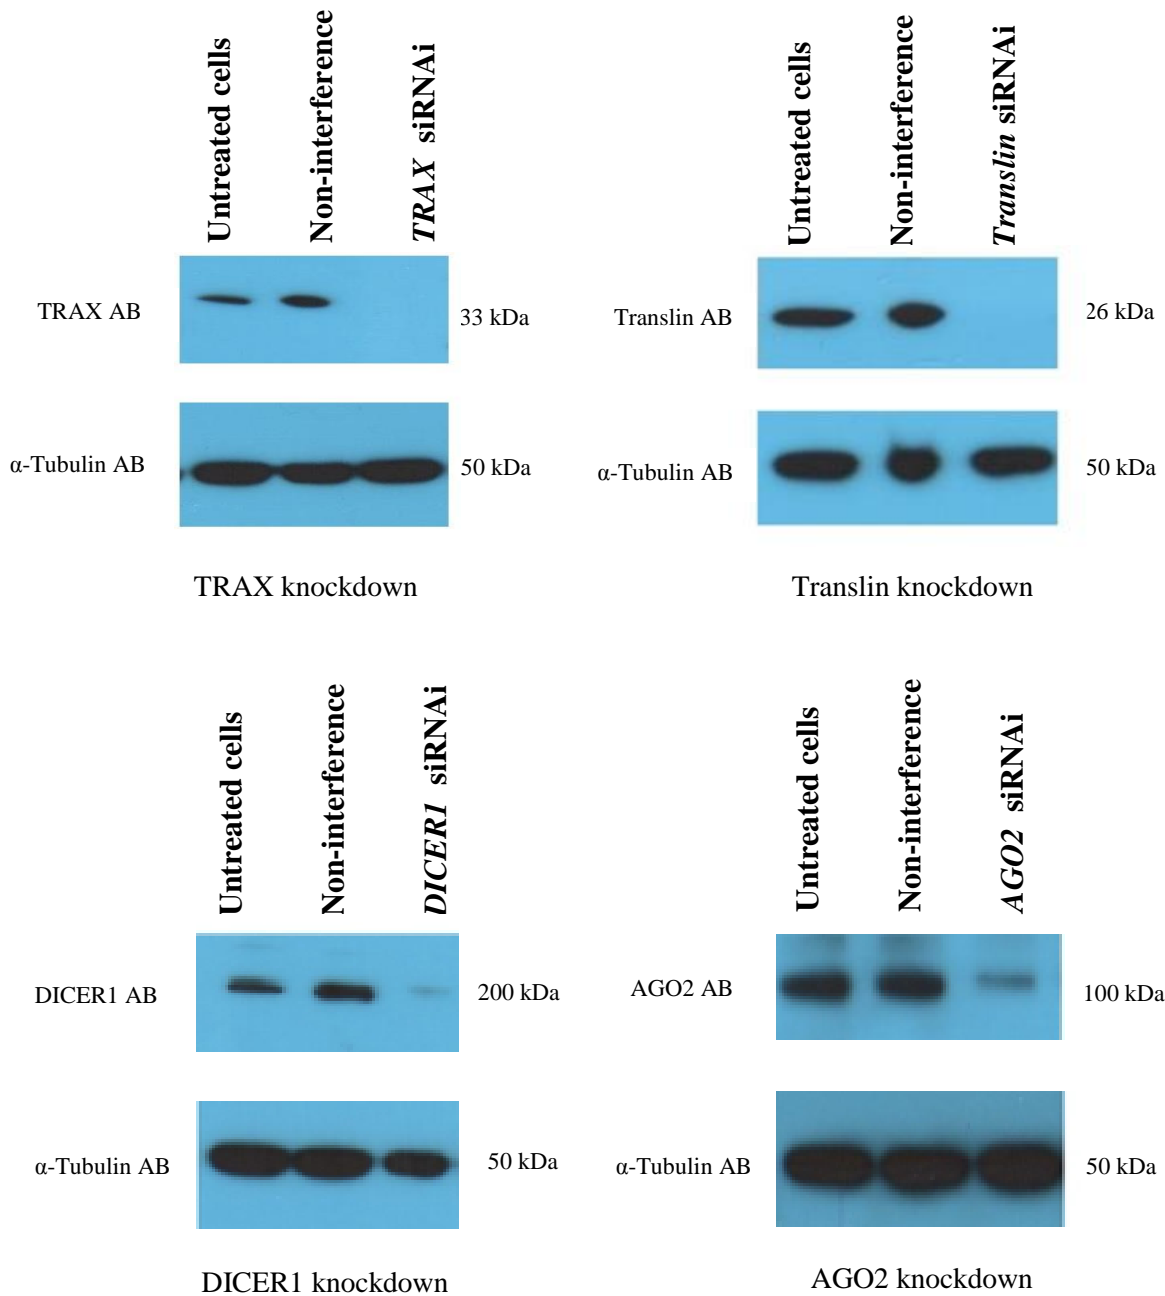 Untreated cells
Non-interference
TRAX siRNAi
TRAX AB
33 kDa
α-Tubulin AB
50 kDa
TRAX knockdown
Untreated cells
Non-interference
Translin siRNAi
Translin AB
26 kDa
α-Tubulin AB
50 kDa
Translin knockdown
Untreated cells
Non-interference
DICER1 siRNAi
DICER1 AB
200 kDa
α-Tubulin AB
50 kDa
DICER1 knockdown
Untreated cells
Non-interference
AGO2 siRNAi
AGO2 AB
100 kDa
α-Tubulin AB
50 kDa
AGO2 knockdown